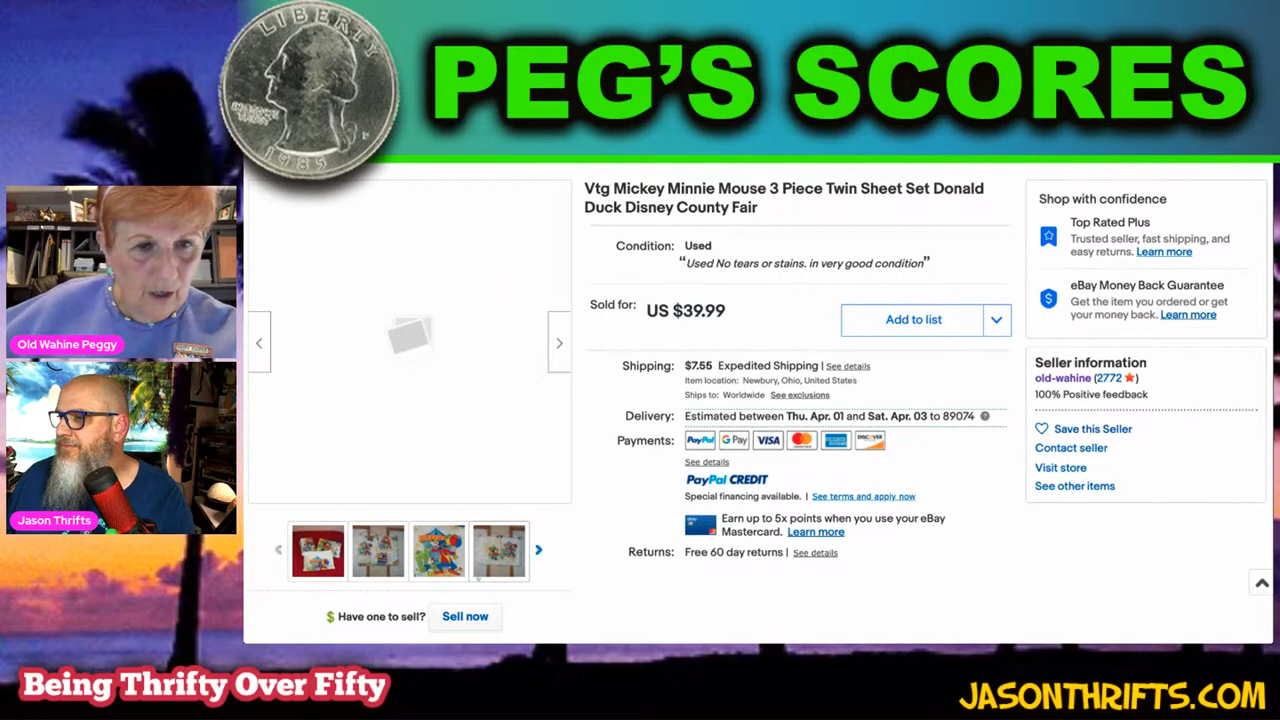 LIBERTY
IN GOD WE
TRUST
P
1985
PEG'S SCORES
Old Wahine Peggy
Jason Thrifts
Vtg Mickey Minnie Mouse 3 Piece Twin Sheet Set Donald
Duck Disney County Fair
Condition: Used
"Used No tears or stains. in very good condition"
Sold for: US $39.99
Add to list
Shipping: $7.55 Expedited Shipping | See details
Item location: Newbury, Ohio, United States
Ships to: Worldwide See exclusions
Delivery: Estimated between Thu. Apr. 01 and Sat. Apr. 03 to 89074
Payments: PayPal G Pay VISA MasterCard AMERICAN EXPRESS DISCOVER
See details
PayPal CREDIT
Special financing available. | See terms and apply now
Earn up to 5x points when you use your eBay
Mastercard. Learn more
Returns: Free 60 day returns | See details
$ Have one to sell? Sell now
Shop with confidence
Top Rated Plus
Trusted seller, fast shipping, and
easy returns. Learn more
eBay Money Back Guarantee
Get the item you ordered or get
your money back. Learn more
Seller information
old-wahine (2772 )
100% Positive feedback
Save this Seller
Contact seller
Visit store
See other items
Being Thrifty Over Fifty
JASONTHRIFTS.COM